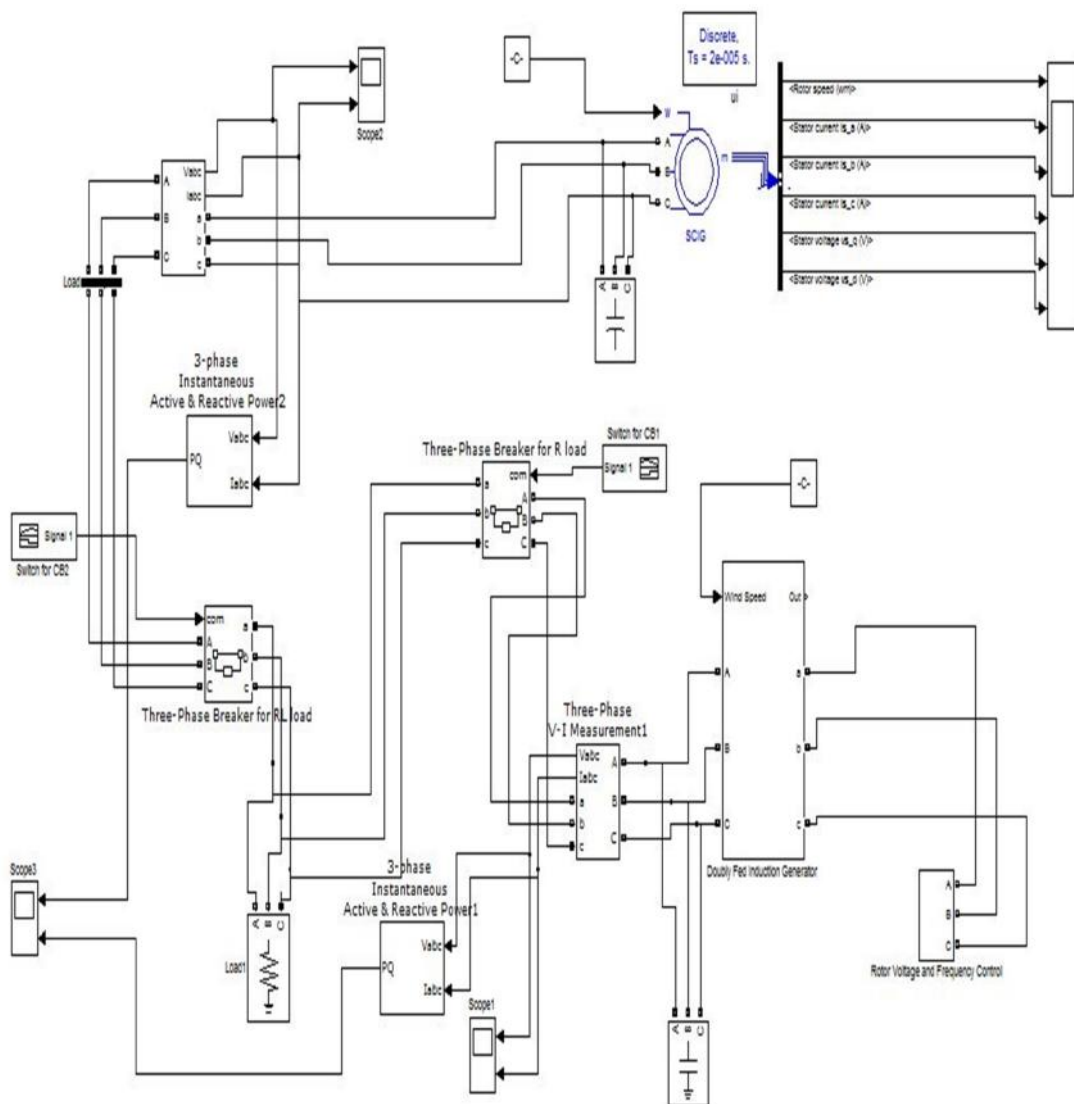 Discrete,
Ts = 2e-005 s.
ui
-C-
Scope2
w
A
B
C
m
SCIG
<Rotor speed (wm)>
<Stator current is_a (A)>
<Stator current is_b (A)>
<Stator current is_c (A)>
<Stator voltage vs_q (V)>
<Stator voltage vs_d (V)>
A
B
C
Vabc
Iabc
a
b
c
Load
A
B
C
3-phase
Instantaneous
Active & Reactive Power2
Vabc
Iabc
PQ
Three-Phase Breaker for R load
com
a
b
c
A
B
C
Switch for CB1
Signal 1
-C-
Signal 1
Switch for CB2
com
A
B
C
a
b
c
Three-Phase Breaker for RL load
Three-Phase
V-I Measurement1
Vabc
Iabc
a
b
c
A
B
C
Wind Speed
Out
A
B
C
a
b
c
Doubly Fed Induction Generator
A
B
C
Rotor Voltage and Frequency Control
Scope3
A
B
C
Load1
3-phase
Instantaneous
Active & Reactive Power1
Vabc
Iabc
PQ
Scope1
A
B
C